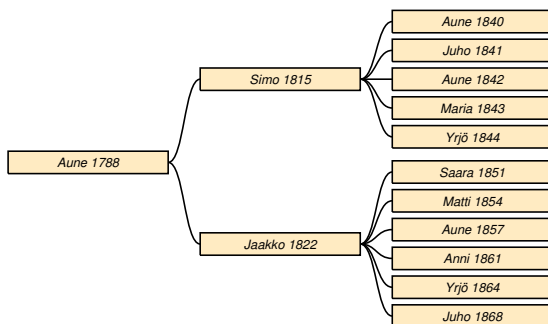 Aune 1788
Simo 1815
Aune 1840
Juho 1841
Aune 1842
Maria 1843
Yrjö 1844
Jaakko 1822
Saara 1851
Matti 1854
Aune 1857
Anni 1861
Yrjö 1864
Juho 1868